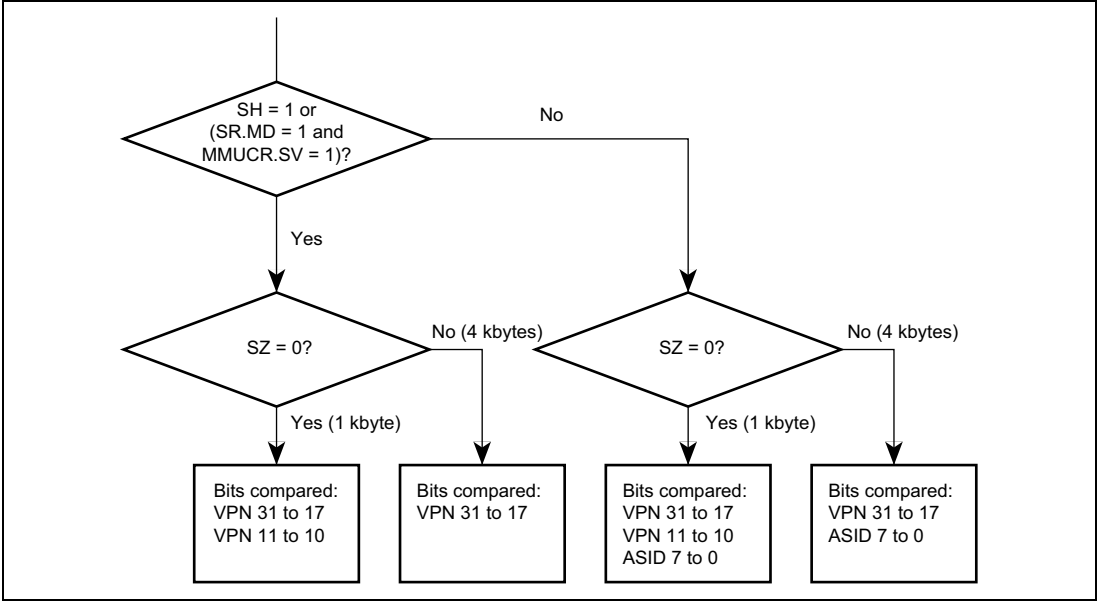 SH = 1 or
(SR.MD = 1 and
MMUCR.SV = 1)?
No
Yes
SZ = 0?
No (4 kbytes)
SZ = 0?
No (4 kbytes)
Yes (1 kbyte)
Yes (1 kbyte)
Bits compared:
VPN 31 to 17
VPN 11 to 10
Bits compared:
VPN 31 to 17
Bits compared:
VPN 31 to 17
VPN 11 to 10
ASID 7 to 0
Bits compared:
VPN 31 to 17
ASID 7 to 0